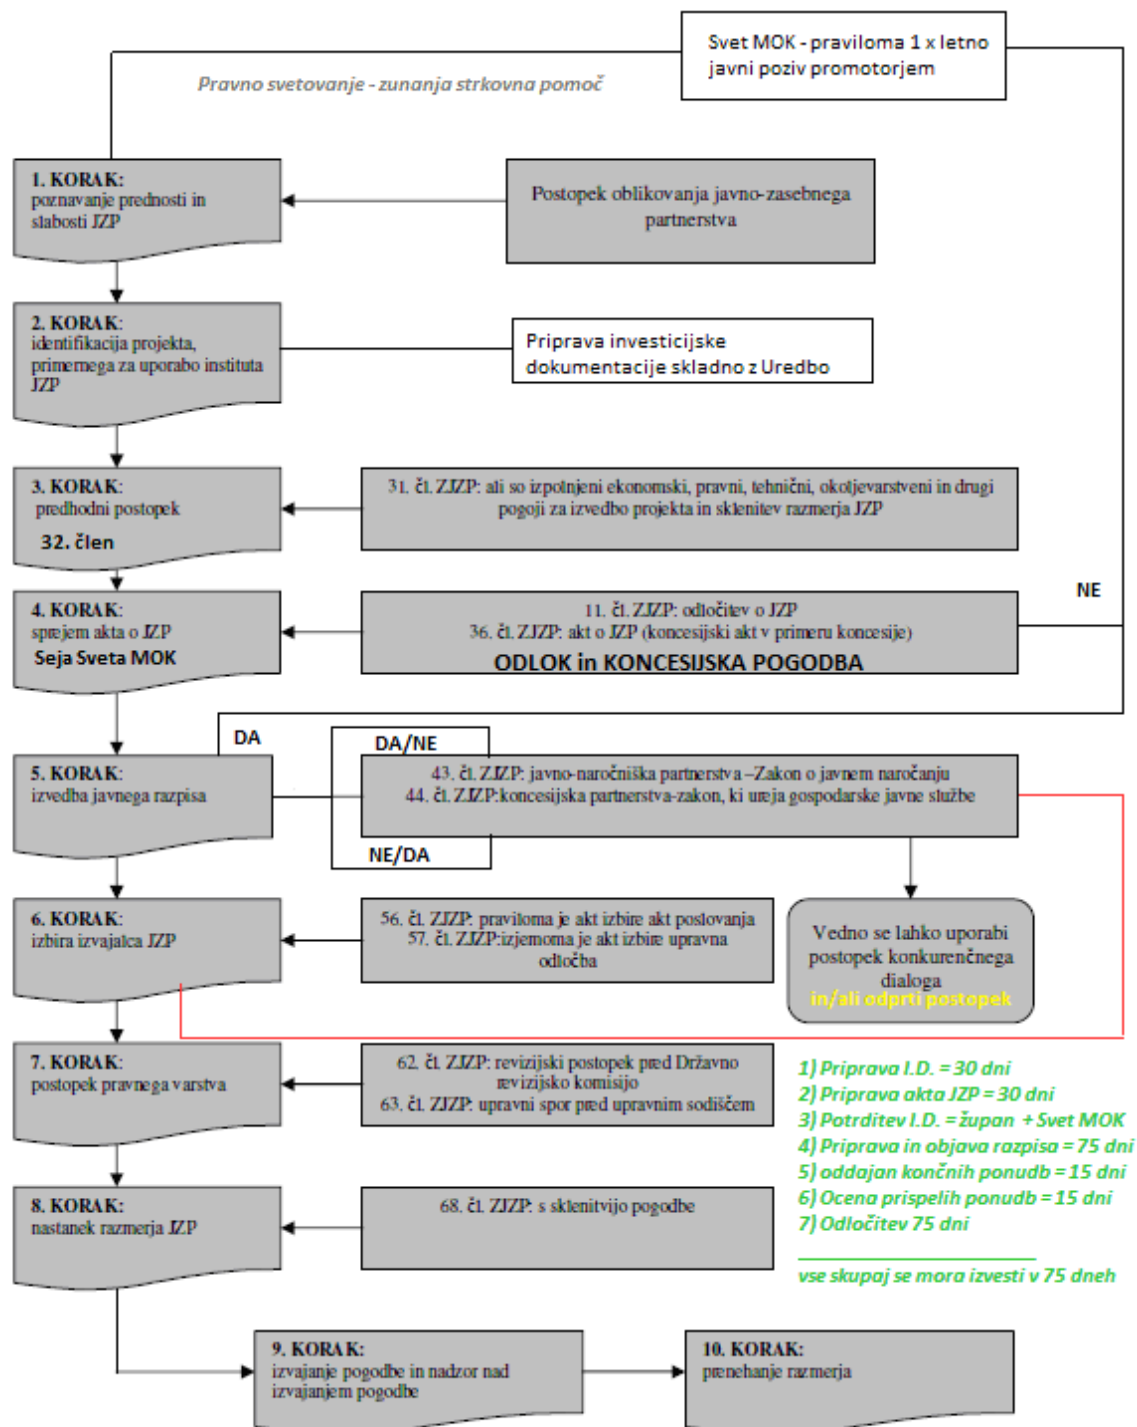 Svet MOK - praviloma 1 x letno
javni poziv promotorjem
Pravno svetovanje - zunanja strkovna pomoč
1. KORAK:
poznavanje prednosti in
slabosti JZP
Postopek oblikovanja javno-zasebnega
partnerstva
2. KORAK:
identifikacija projekta,
primernega za uporabo instituta
JZP
Priprava investicijske
dokumentacije skladno z Uredbo
3. KORAK:
predhodni postopek
32. člen
31. čl. ZJZP: ali so izpolnjeni ekonomski, pravni, tehnični, okoljevarstveni in drugi
pogoji za izvedbo projekta in sklenitev razmerja JZP
NE
4. KORAK:
sprejem akta o JZP
Seja Sveta MOK
11. čl. ZJZP: odločitev o JZP
36. čl. ZJZP: akt o JZP (koncesijski akt v primeru koncesije)
ODLOK in KONCESIJSKA POGODBA
DA
DA/NE
5. KORAK:
izvedba javnega razpisa
43. čl. ZJZP: javno-naročniška partnerstva –Zakon o javnem naročanju
44. čl. ZJZP:koncesijska partnerstva-zakon, ki ureja gospodarske javne službe
NE/DA
6. KORAK:
izbira izvajalca JZP
56. čl. ZJZP: praviloma je akt izbire akt poslovanja
57. čl. ZJZP:izjemoma je akt izbire upravna
odločba
Vedno se lahko uporabi
postopek konkurenčnega
dialoga
in/ali odprti postopek
7. KORAK:
postopek pravnega varstva
62. čl. ZJZP: revizijski postopek pred Državno
revizijsko komisijo
63. čl. ZJZP: upravni spor pred upravnim sodiščem
1) Priprava I.D. = 30 dni
2) Priprava akta JZP = 30 dni
3) Potrditev I.D. = župan + Svet MOK
4) Priprava in objava razpisa = 75 dni
5) oddajan končnih ponudb = 15 dni
6) Ocena prispelih ponudb = 15 dni
7) Odločitev 75 dni
vse skupaj se mora izvesti v 75 dneh
8. KORAK:
nastanek razmerja JZP
68. čl. ZJZP: s sklenitvijo pogodbe
9. KORAK:
izvajanje pogodbe in nadzor nad
izvajanjem pogodbe
10. KORAK:
prenehanje razmerja